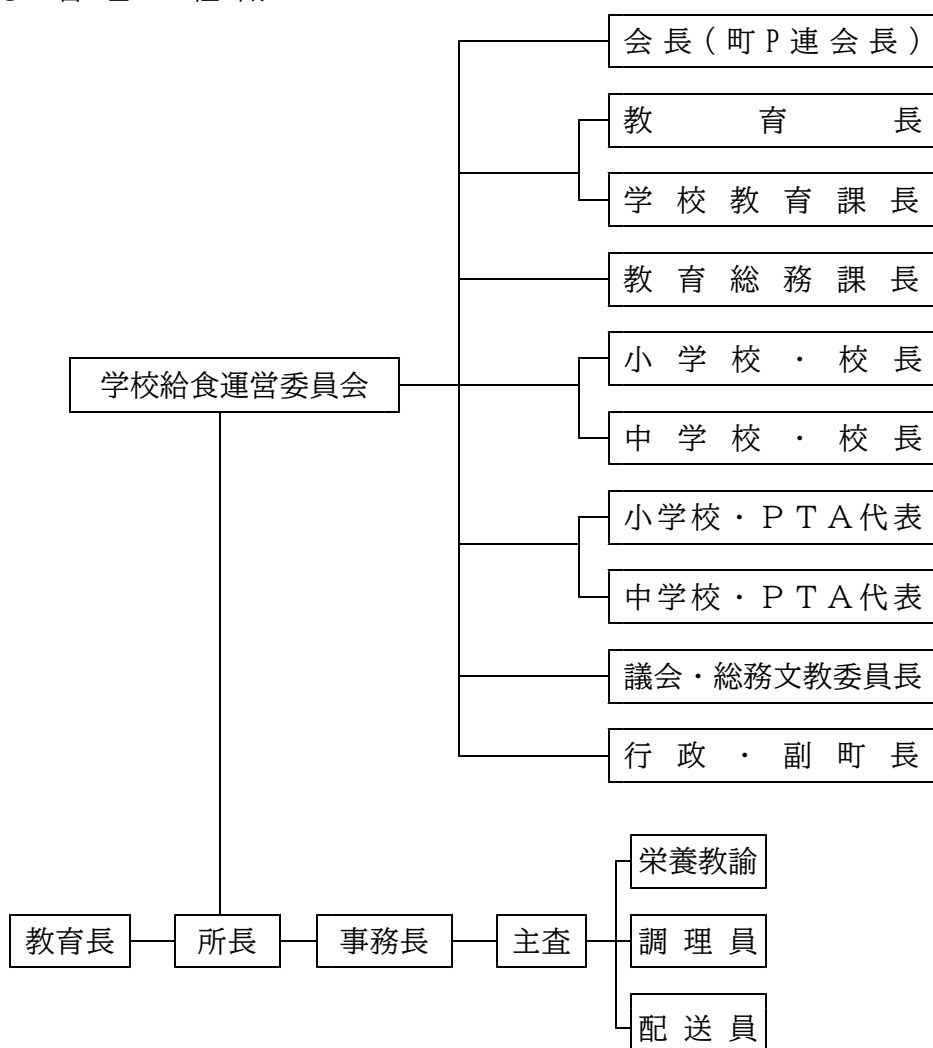 会長(町P連会長)
教育長
学校教育課長
教育総務課長
小学校・校長
学校給食運営委員会
中学校・校長
小学校・PTA代表
中学校・PTA代表
議会・総務文教委員長
行政・副町長
栄養教諭
教育長 所長 事務長 主査 調理員
配送員